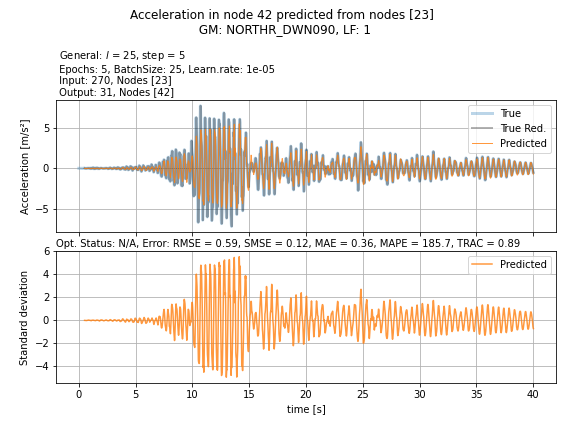 Acceleration in node 42 predicted from nodes [23]
GM: NORTHR_DWN090, LF: 1
General: l = 25, step = 5
Epochs: 5, BatchSize: 25, Learn.rate: 1e-05
Input: 270, Nodes [23]
Output: 31, Nodes [42]
True
True Red.
Predicted
5
0
−5
Acceleration [m/s²]
Opt. Status: N/A, Error: RMSE = 0.59, SMSE = 0.12, MAE = 0.36, MAPE = 185.7, TRAC = 0.89
Predicted
6
4
2
0
−2
−4
Standard deviation
0 5 10 15 20 25 30 35 40
time [s]